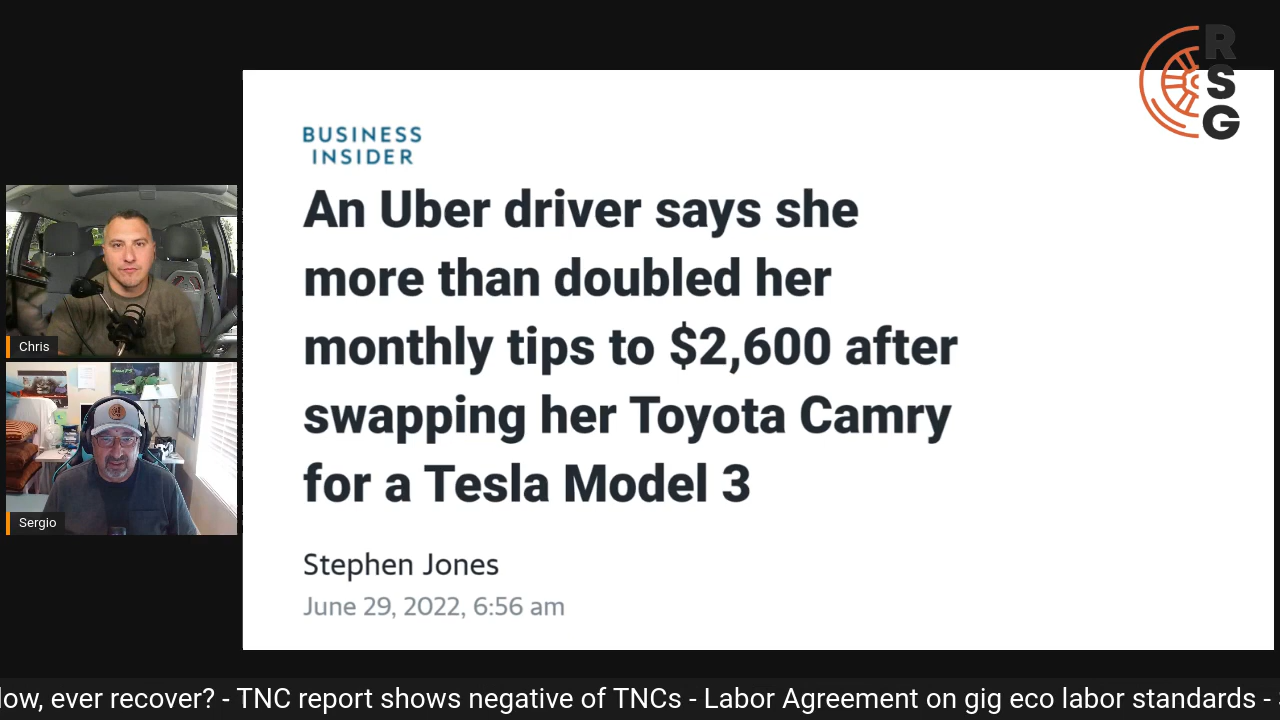 R
S
G
BUSINESS
INSIDER
An Uber driver says she
more than doubled her
monthly tips to $2,600 after
swapping her Toyota Camry
for a Tesla Model 3
Stephen Jones
June 29, 2022, 6:56 am
Chris
Sergio
ever recover? - TNC report shows negative of TNCs - Labor Agreement on gig eco labor standards -